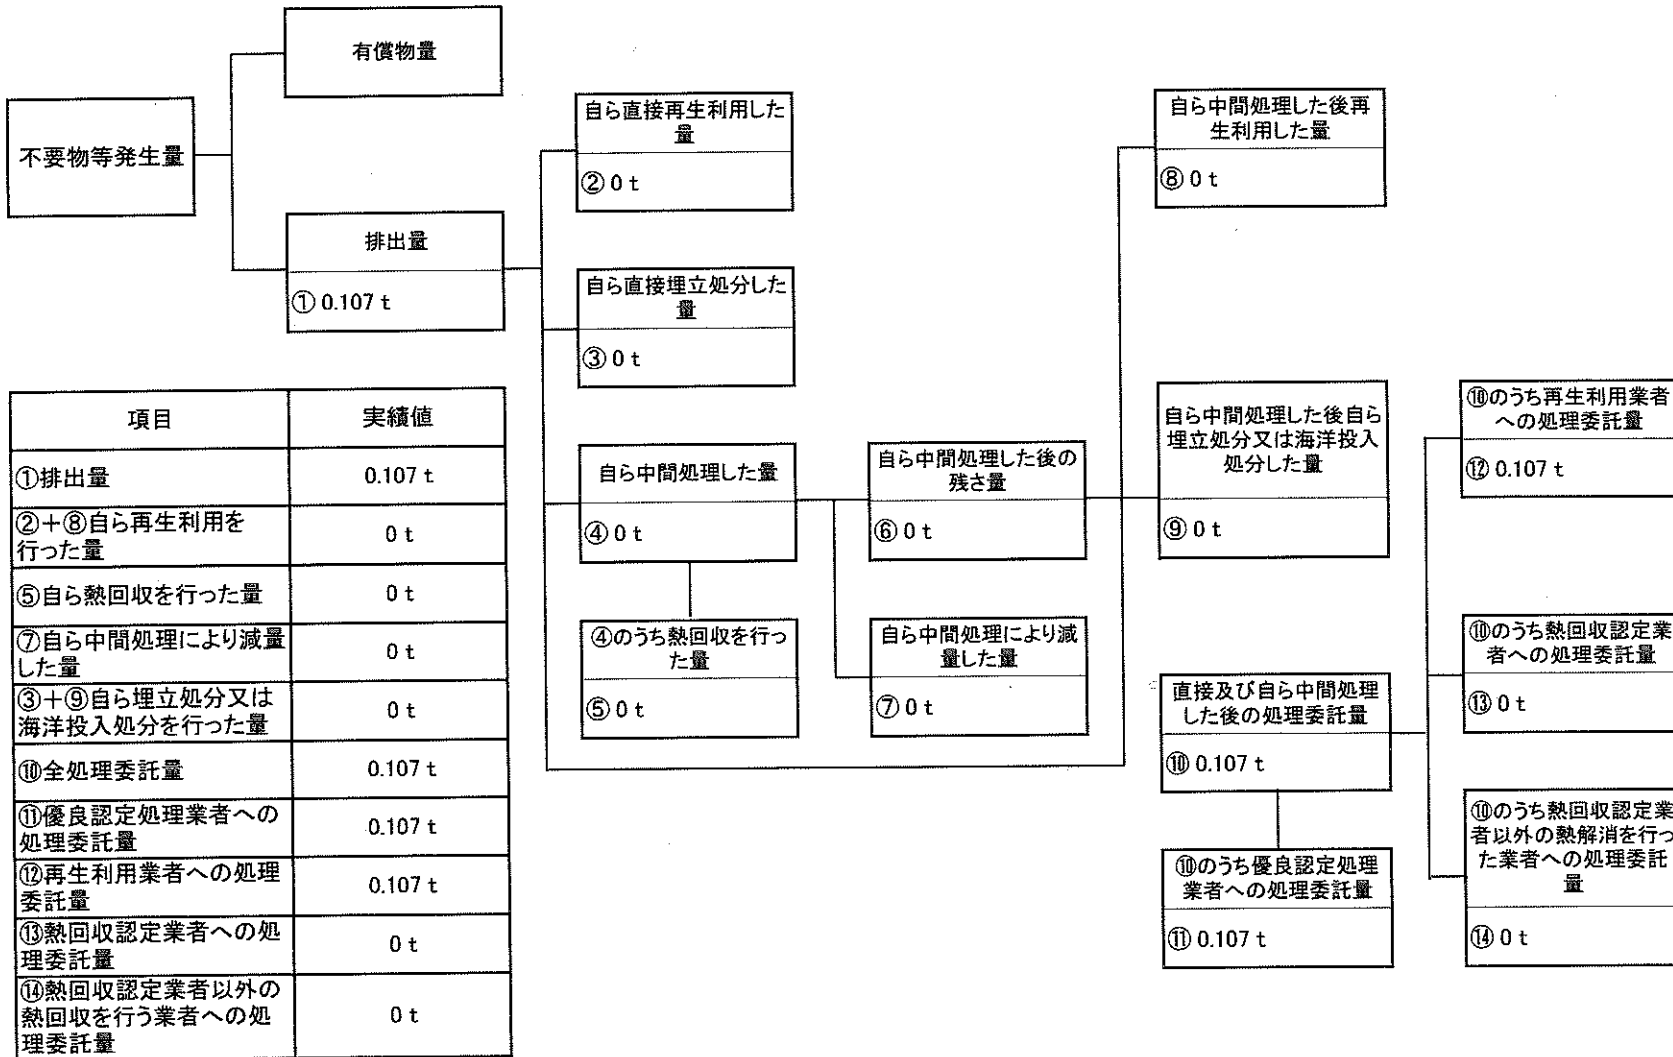 不要物等発生量
有償物量
排出量
① 0.107 t
自ら直接再生利用した
量
② 0 t
自ら直接埋立処分した
量
③ 0 t
自ら中間処理した量
④ 0 t
④のうち熱回収を行っ
た量
⑤ 0 t
自ら中間処理した後の
残さ量
⑥ 0 t
自ら中間処理により減
量した量
⑦ 0 t
自ら中間処理した後再
生利用した量
⑧ 0 t
自ら中間処理した後自ら
埋立処分又は海洋投入
処分した量
⑨ 0 t
直接及び自ら中間処理
した後の処理委託量
⑩ 0.107 t
⑩のうち優良認定処理
業者への処理委託量
⑪ 0.107 t
⑩のうち再生利用業者
への処理委託量
⑫ 0.107 t
⑩のうち熱回収認定業
者への処理委託量
⑬ 0 t
⑩のうち熱回収認定業
者以外の熱解消を行っ
た業者への処理委託
量
⑭ 0 t
項目 実績値
①排出量 0.107 t
②+⑧自ら再生利用を
行った量 0 t
⑤自ら熱回収を行った量 0 t
⑦自ら中間処理により減量
した量 0 t
③+⑨自ら埋立処分又は
海洋投入処分を行った量 0 t
⑩全処理委託量 0.107 t
⑪優良認定処理業者への
処理委託量 0.107 t
⑫再生利用業者への処理
委託量 0.107 t
⑬熱回収認定業者への処
理委託量 0 t
⑭熱回収認定業者以外の
熱回収を行う業者への処
理委託量 0 t